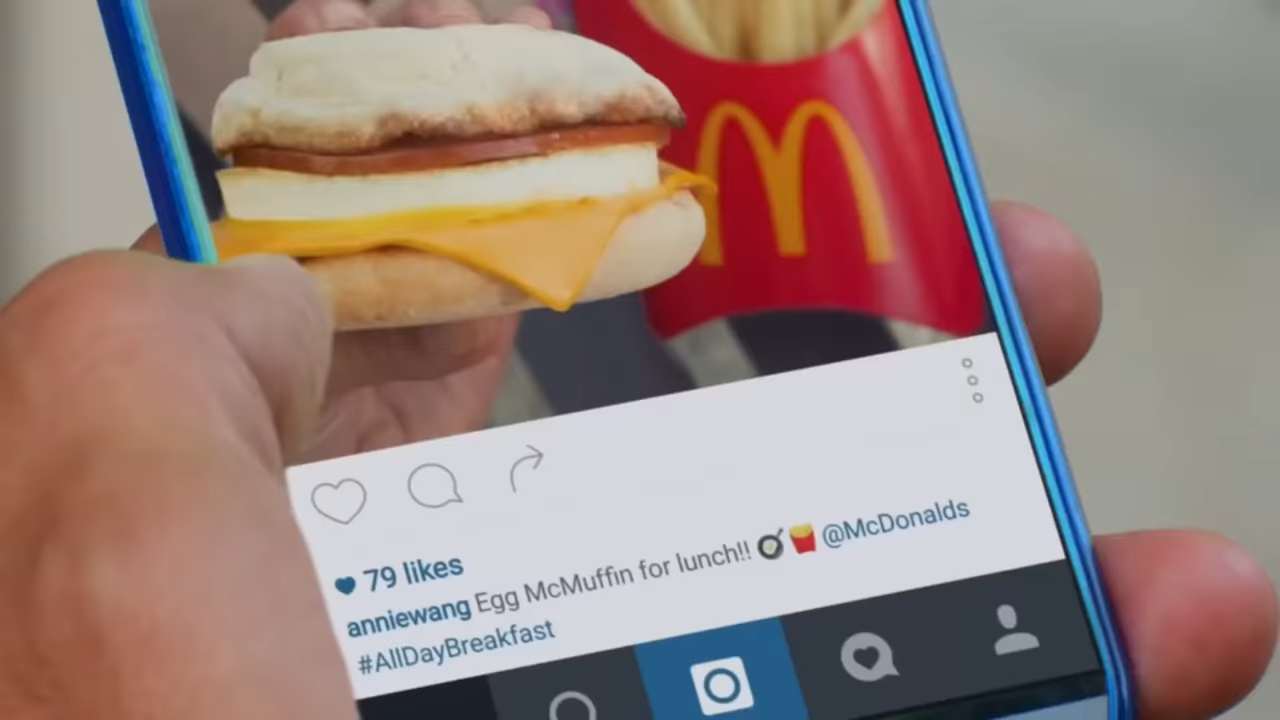 M
79 likes
anniewang Egg McMuffin for lunch!! 🍳🍟 @McDonalds
#AllDayBreakfast